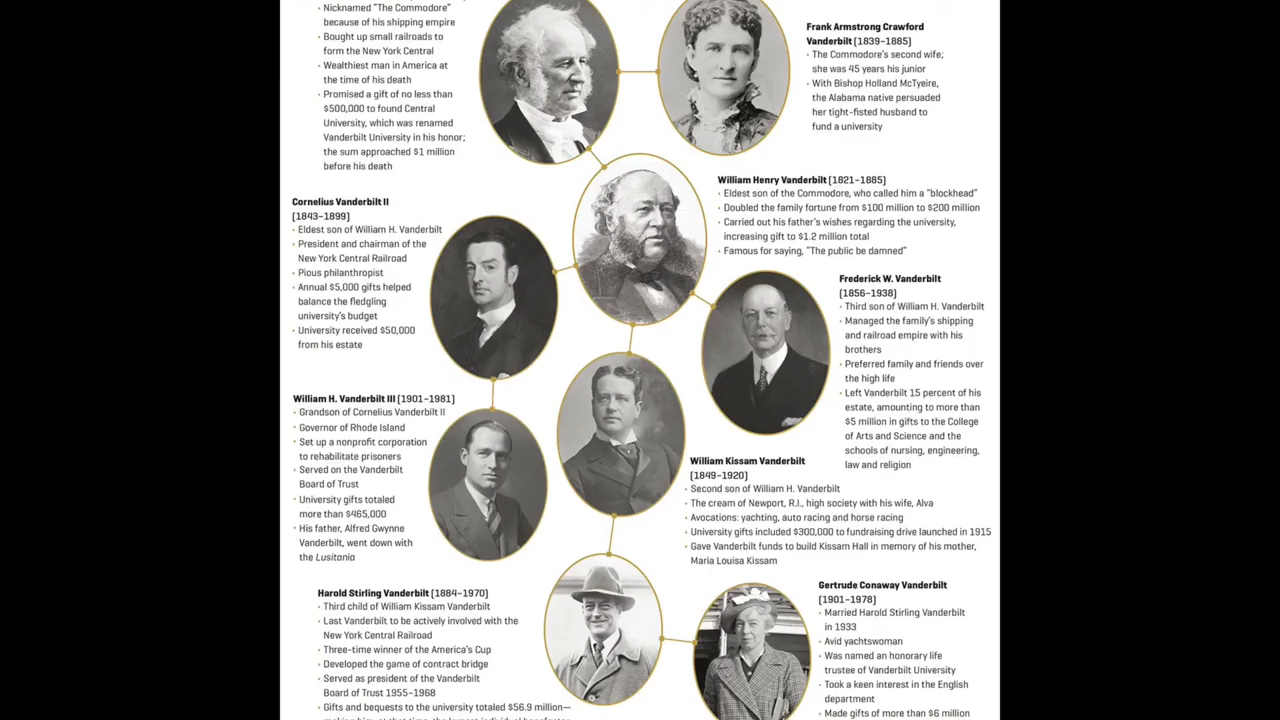 • Nicknamed "The Commodore"
because of his shipping empire
• Bought up small railroads to
form the New York Central
• Wealthiest man in America at
the time of his death
• Promised a gift of no less than
$500,000 to found Central
University, which was renamed
Vanderbilt University in his honor;
the sum approached $1 million
before his death
Frank Armstrong Crawford
Vanderbilt (1839–1885)
• The Commodore's second wife;
she was 45 years his junior
• With Bishop Holland McTyeire,
the Alabama native persuaded
her tight-fisted husband to
fund a university
William Henry Vanderbilt (1821–1885)
• Eldest son of the Commodore, who called him a "blockhead"
• Doubled the family fortune from $100 million to $200 million
• Carried out his father's wishes regarding the university,
increasing gift to $1.2 million total
• Famous for saying, "The public be damned"
Cornelius Vanderbilt II
(1843–1899)
• Eldest son of William H. Vanderbilt
• President and chairman of the
New York Central Railroad
• Pious philanthropist
• Annual $5,000 gifts helped
balance the fledgling
university's budget
• University received $50,000
from his estate
Frederick W. Vanderbilt
(1856–1938)
• Third son of William H. Vanderbilt
• Managed the family's shipping
and railroad empire with his
brothers
• Preferred family and friends over
the high life
• Left Vanderbilt 15 percent of his
estate, amounting to more than
$5 million in gifts to the College
of Arts and Science and the
schools of nursing, engineering,
law and religion
William H. Vanderbilt III (1901–1981)
• Grandson of Cornelius Vanderbilt II
• Governor of Rhode Island
• Set up a nonprofit corporation
to rehabilitate prisoners
• Served on the Vanderbilt
Board of Trust
• University gifts totaled
more than $465,000
• His father, Alfred Gwynne
Vanderbilt, went down with
the Lusitania
William Kissam Vanderbilt
(1849–1920)
• Second son of William H. Vanderbilt
• The cream of Newport, R.I., high society with his wife, Alva
• Avocations: yachting, auto racing and horse racing
• University gifts included $300,000 to fundraising drive launched in 1915
• Gave Vanderbilt funds to build Kissam Hall in memory of his mother,
Maria Louisa Kissam
Harold Stirling Vanderbilt (1884–1970)
• Third child of William Kissam Vanderbilt
• Last Vanderbilt to be actively involved with the
New York Central Railroad
• Three-time winner of the America's Cup
• Developed the game of contract bridge
• Served as president of the Vanderbilt
Board of Trust 1955–1968
• Gifts and bequests to the university totaled $56.9 million—
Gertrude Conaway Vanderbilt
(1901–1978)
• Married Harold Stirling Vanderbilt
in 1933
• Avid yachtswoman
• Was named an honorary life
trustee of Vanderbilt University
• Took a keen interest in the English
department
• Made gifts of more than $6 million